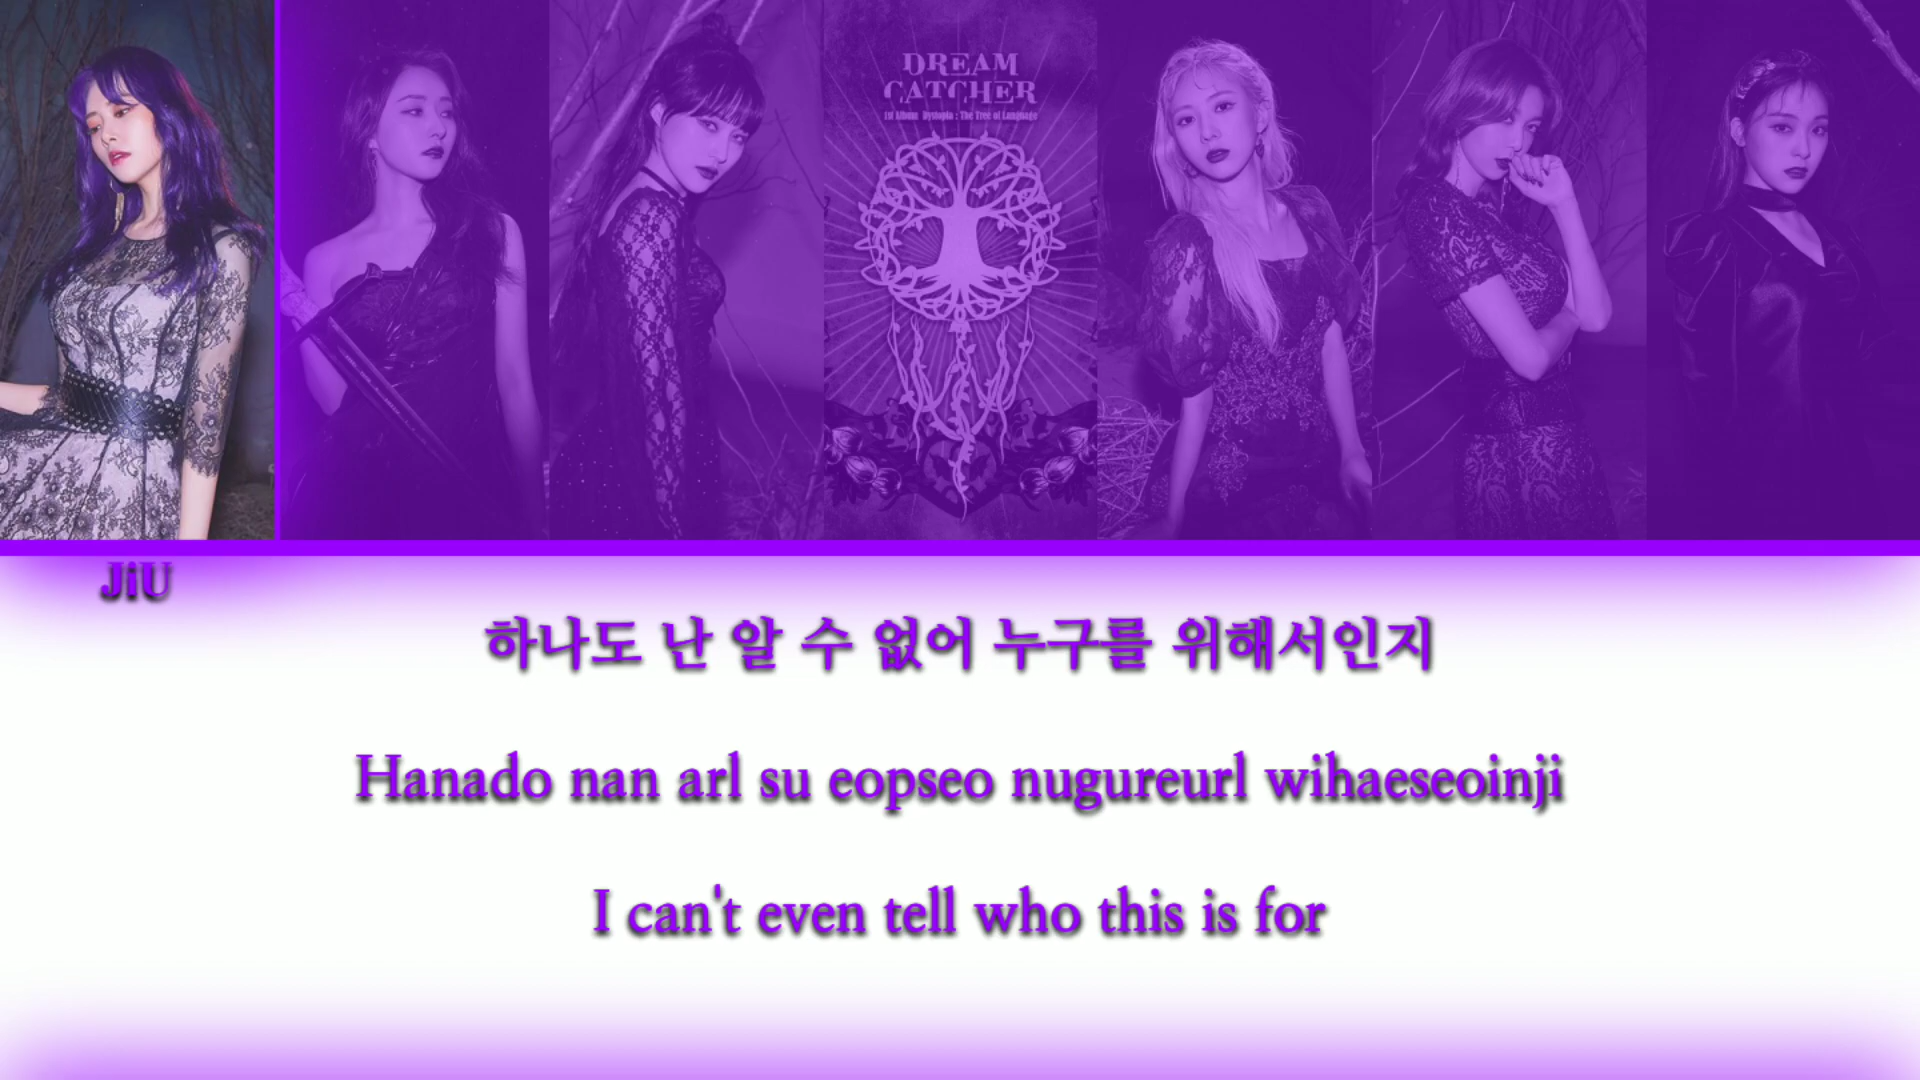 DREAM
CATCHER
1st Album Dystopia : The Tree of Language
JiU
하나도 난 알 수 없어 누구를 위해서인지
Hanado nan arl su eopseo nugureurl wihaeseoinji
I can't even tell who this is for